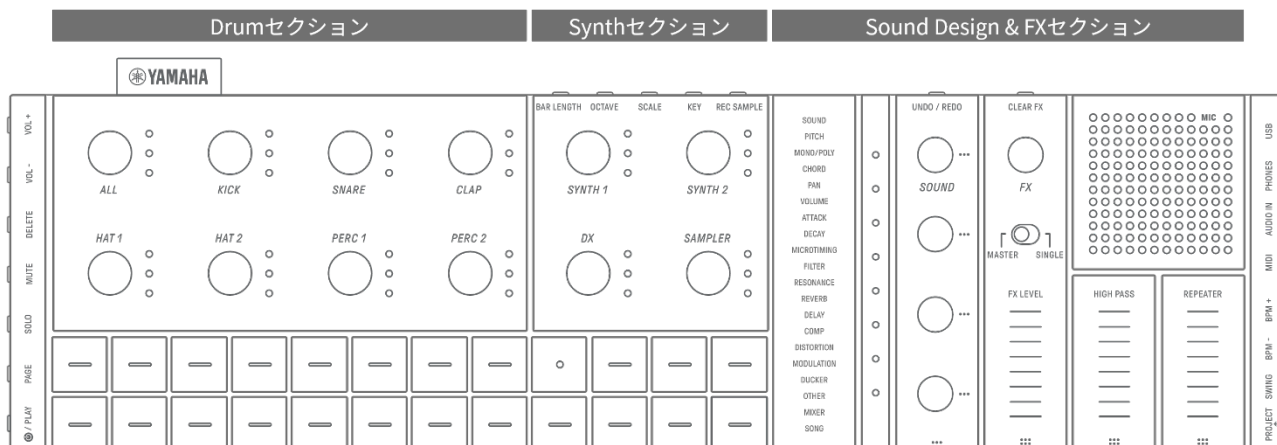 Drumセクション
Synthセクション
Sound Design & FXセクション
YAMAHA
BAR LENGTH
OCTAVE
SCALE
KEY
REC SAMPLE
UNDO / REDO
CLEAR FX
MIC
VOL +
VOL -
DELETE
MUTE
SOLO
PAGE
/ PLAY
ALL
KICK
SNARE
CLAP
SYNTH 1
SYNTH 2
HAT 1
HAT 2
PERC 1
PERC 2
DX
SAMPLER
SOUND
PITCH
MONO/POLY
CHORD
PAN
VOLUME
ATTACK
DECAY
MICROTIMING
FILTER
RESONANCE
REVERB
DELAY
COMP
DISTORTION
MODULATION
DUCKER
OTHER
MIXER
SONG
SOUND
FX
MASTER
SINGLE
FX LEVEL
HIGH PASS
REPEATER
USB
PHONES
AUDIO IN
MIDI
BPM +
BPM -
SWING
PROJECT